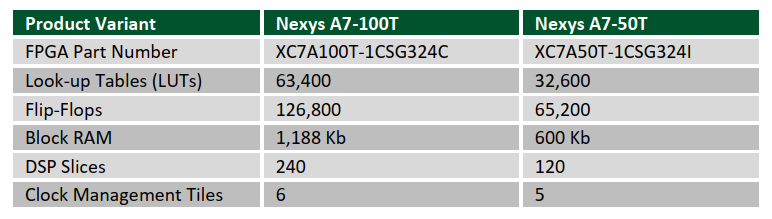 Product Variant Nexys A7-100T Nexys A7-50T
FPGA Part Number XC7A100T-1CSG324C XC7A50T-1CSG324I
Look-up Tables (LUTs) 63,400 32,600
Flip-Flops 126,800 65,200
Block RAM 1,188 Kb 600 Kb
DSP Slices 240 120
Clock Management Tiles 6 5